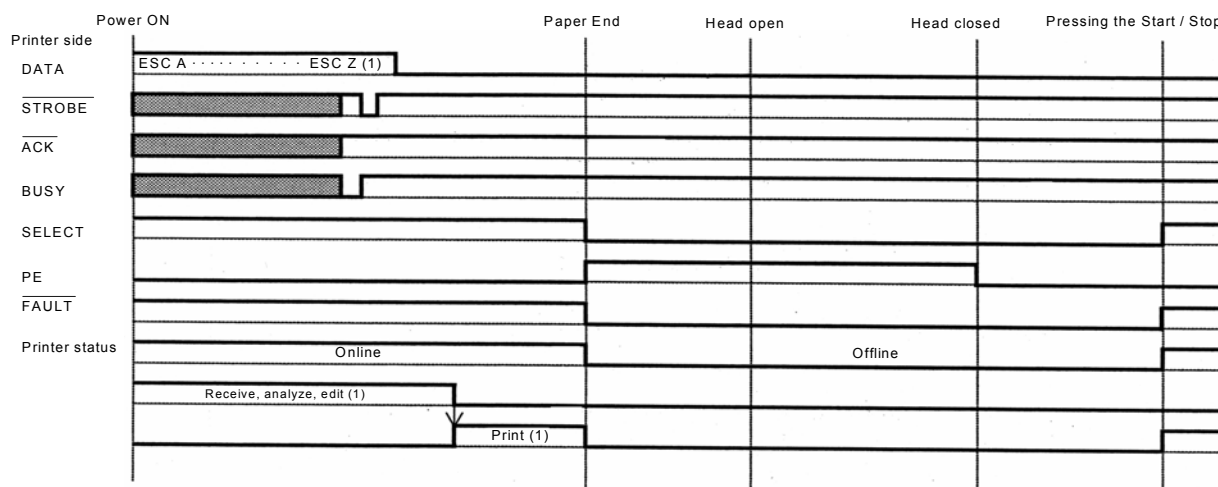 Power ON Paper End Head open Head closed Pressing the Start / Stop
Printer side
DATA ESC A · · · · · · · · · · ESC Z (1)
STROBE
ACK
BUSY
SELECT
PE
FAULT
Printer status Online Offline
Receive, analyze, edit (1)
Print (1)